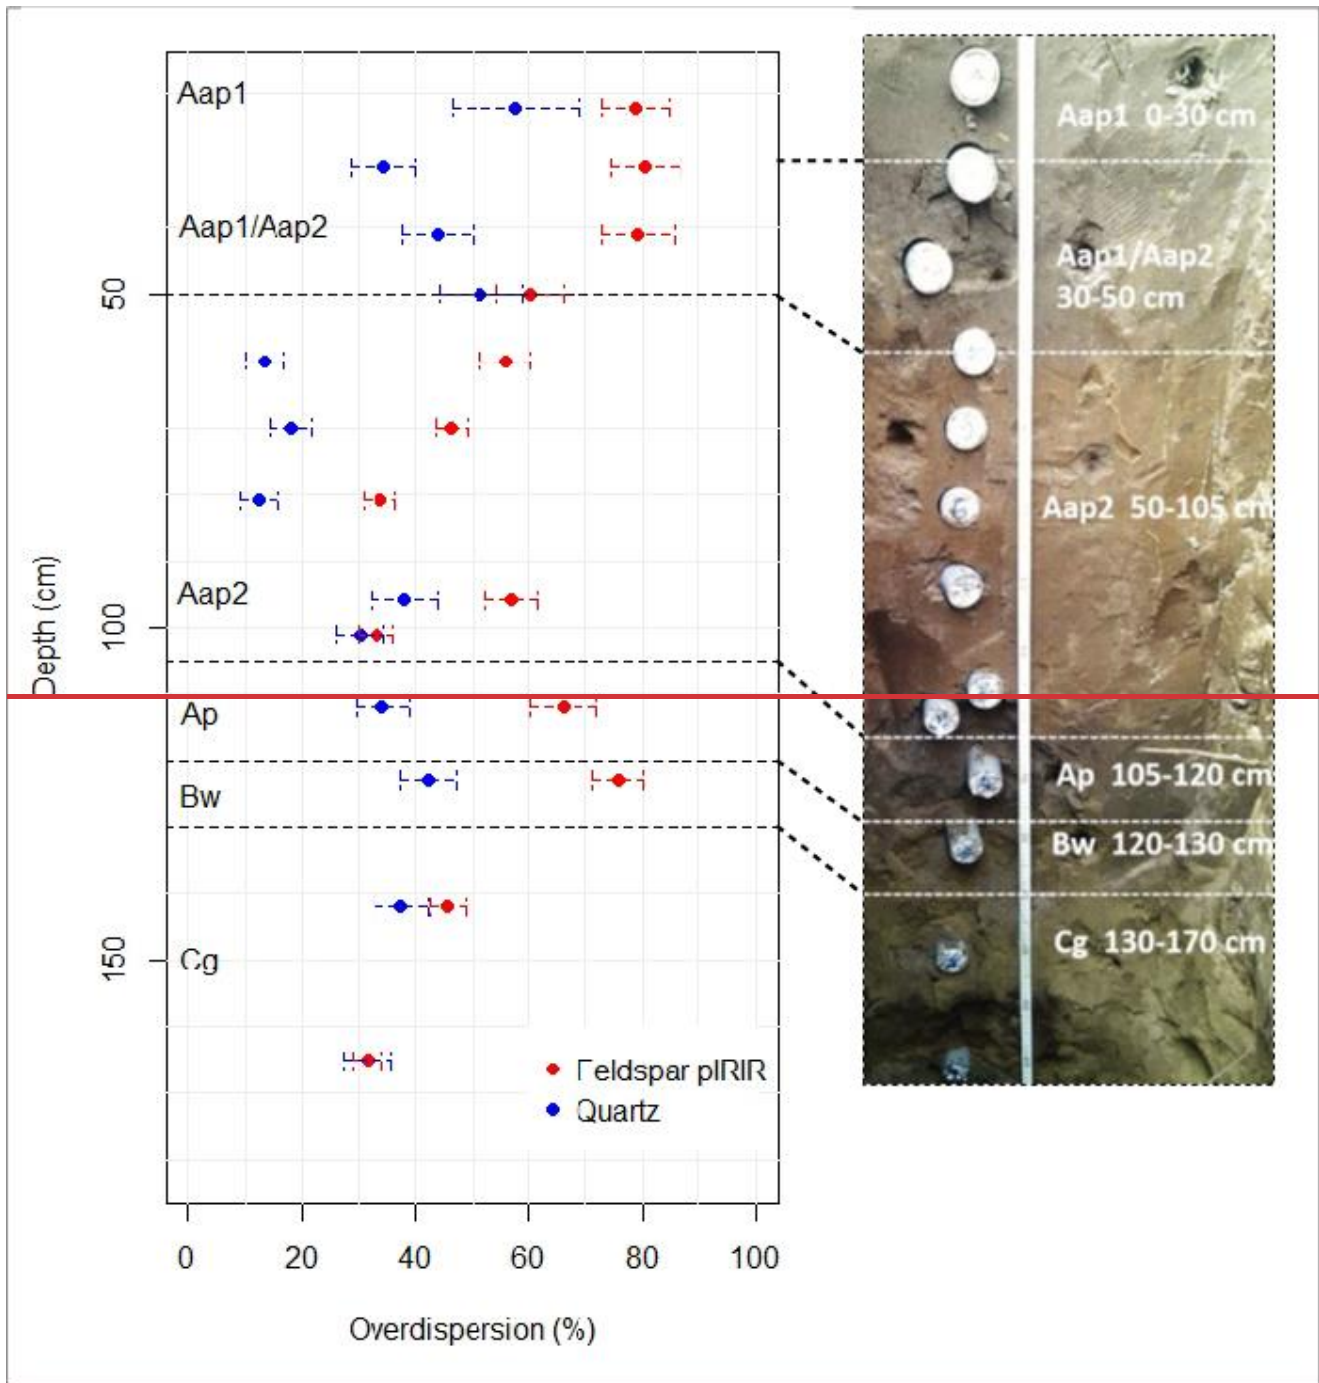 Aap1
Aap1/Aap2
50
Aap2
100
Ap
Bw
150
Cg
Depth (cm)
Feldspar pIRIR
Quartz
0 20 40 60 80 100
Overdispersion (%)
Aap1 0-30 cm
Aap1/Aap2
30-50 cm
Aap2 50-105 cm
Ap 105-120 cm
Bw 120-130 cm
Cg 130-170 cm